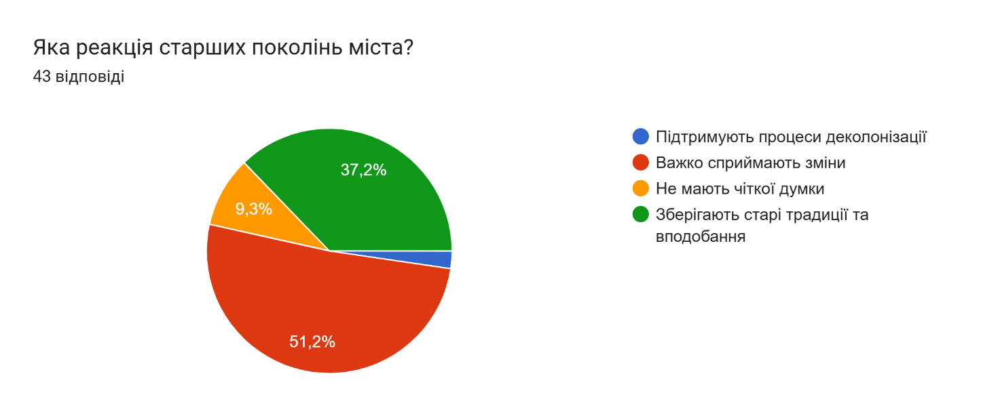 Яка реакція старших поколінь міста?
43 відповіді
37,2%
9,3%
51,2%
Підтримують процеси деколонізації
Важко сприймають зміни
Не мають чіткої думки
Зберігають старі традиції та
вподобання